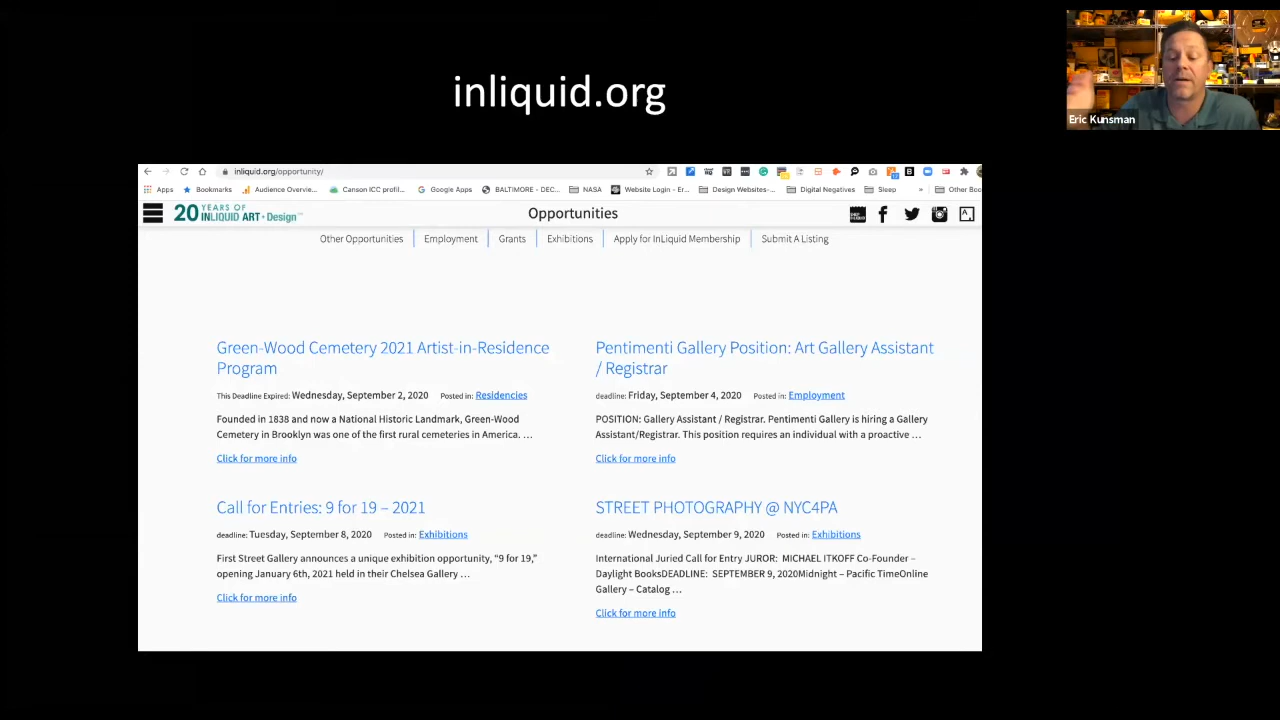 inliquid.org
Eric Kunsman
inliquid.org/opportunity/
Apps Bookmarks Audience Overvie... Canson ICC profil... Google Apps BALTIMORE - DEC... NASA Website Login - Er... Design Websites-... Digital Negatives Sleep » Other Boo
20 YEARS OF INLIQUID ART + Design
Opportunities
Other Opportunities Employment Grants Exhibitions Apply for InLiquid Membership Submit A Listing
Green-Wood Cemetery 2021 Artist-in-Residence
Program
This Deadline Expired: Wednesday, September 2, 2020 Posted in: Residencies
Founded in 1838 and now a National Historic Landmark, Green-Wood
Cemetery in Brooklyn was one of the first rural cemeteries in America. …
Click for more info
Pentimenti Gallery Position: Art Gallery Assistant
/ Registrar
deadline: Friday, September 4, 2020 Posted in: Employment
POSITION: Gallery Assistant / Registrar. Pentimenti Gallery is hiring a Gallery
Assistant/Registrar. This position requires an individual with a proactive …
Click for more info
Call for Entries: 9 for 19 – 2021
deadline: Tuesday, September 8, 2020 Posted in: Exhibitions
First Street Gallery announces a unique exhibition opportunity, “9 for 19,”
opening January 6th, 2021 held in their Chelsea Gallery …
Click for more info
STREET PHOTOGRAPHY @ NYC4PA
deadline: Wednesday, September 9, 2020 Posted in: Exhibitions
International Juried Call for Entry JUROR: MICHAEL ITKOFF Co-Founder –
Daylight BooksDEADLINE: SEPTEMBER 9, 2020Midnight – Pacific TimeOnline
Gallery – Catalog …
Click for more info